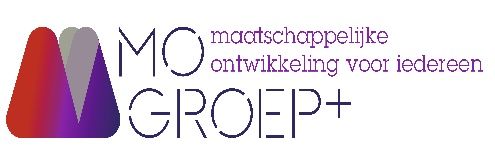 MO
GROEP+
maatschappelijke
ontwikkeling voor iedereen